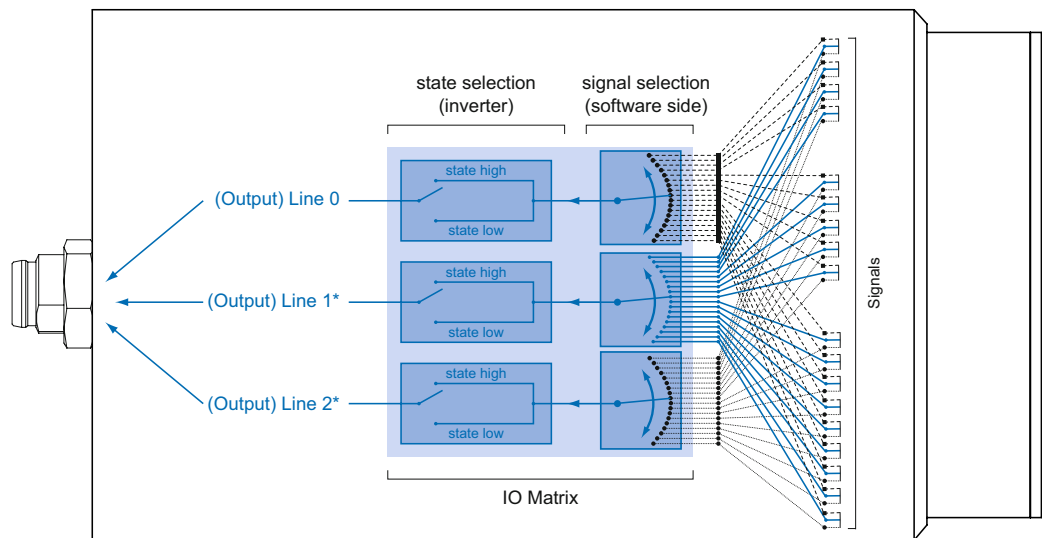 state selection
(inverter)
signal selection
(software side)
state high
(Output) Line 0
state low
state high
(Output) Line 1*
state low
state high
(Output) Line 2*
state low
IO Matrix
Signals